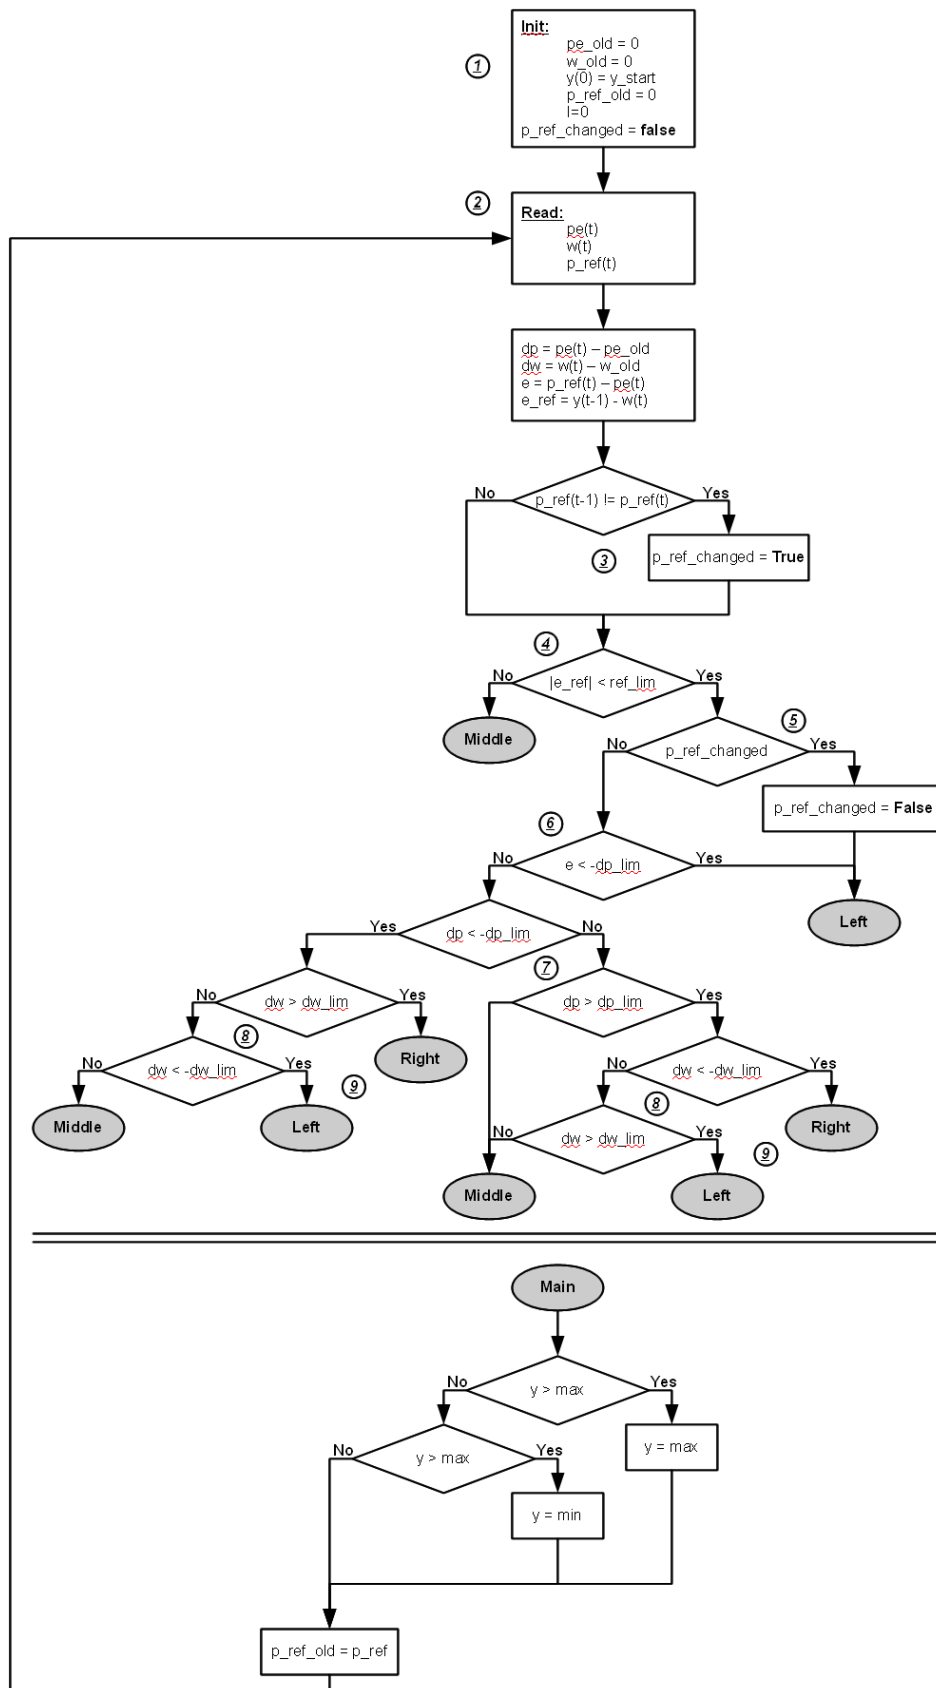 Init:
pe_old = 0
w_old = 0
y(0) = y_start
p_ref_old = 0
I=0
p_ref_changed = false
1
2
Read:
pe(t)
w(t)
p_ref(t)
dp = pe(t) – pe_old
dw = w(t) – w_old
e = p_ref(t) – pe(t)
e_ref = y(t-1) - w(t)
No
p_ref(t-1) != p_ref(t)
Yes
3
p_ref_changed = True
4
No
|e_ref| < ref_lim
Yes
Middle
5
No
p_ref_changed
Yes
p_ref_changed = False
6
No
e < -dp_lim
Yes
Left
Yes
dp < -dp_lim
No
7
No
dw > dw_lim
Yes
dp > dp_lim
Yes
8
Right
No
dw < -dw_lim
Yes
No
dw < -dw_lim
Yes
9
8
Middle
Left
Right
No
dw > dw_lim
Yes
9
Middle
Left
Main
No
y > max
Yes
No
y > max
Yes
y = max
y = min
p_ref_old = p_ref